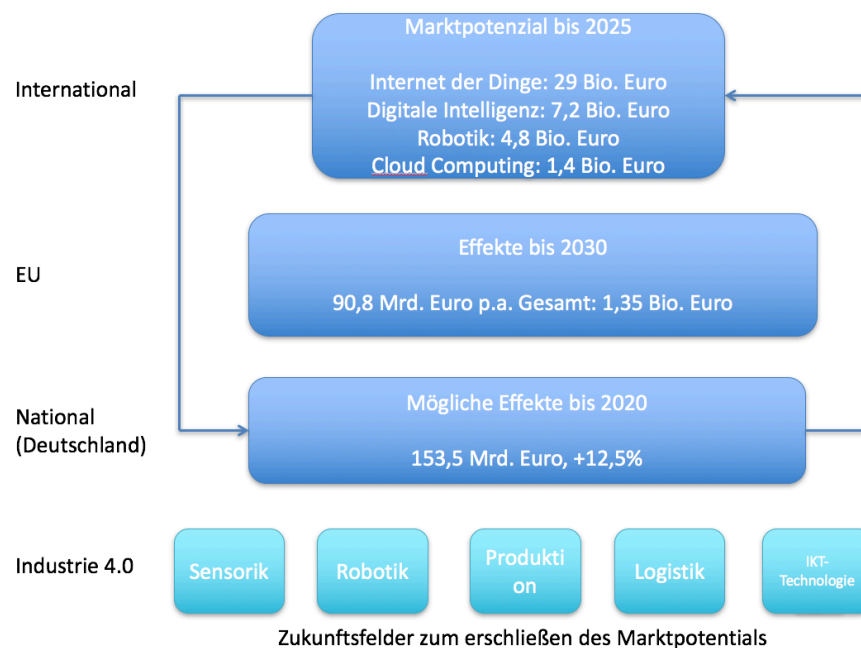 Marktpotenzial bis 2025
International
Internet der Dinge: 29 Bio. Euro
Digitale Intelligenz: 7,2 Bio. Euro
Robotik: 4,8 Bio. Euro
Cloud Computing: 1,4 Bio. Euro
EU
Effekte bis 2030
90,8 Mrd. Euro p.a. Gesamt: 1,35 Bio. Euro
National
(Deutschland)
Mögliche Effekte bis 2020
153,5 Mrd. Euro, +12,5%
Industrie 4.0
Sensorik
Robotik
Produkti
on
Logistik
IKT-
Technologie
Zukunftsfelder zum erschließen des Marktpotentials